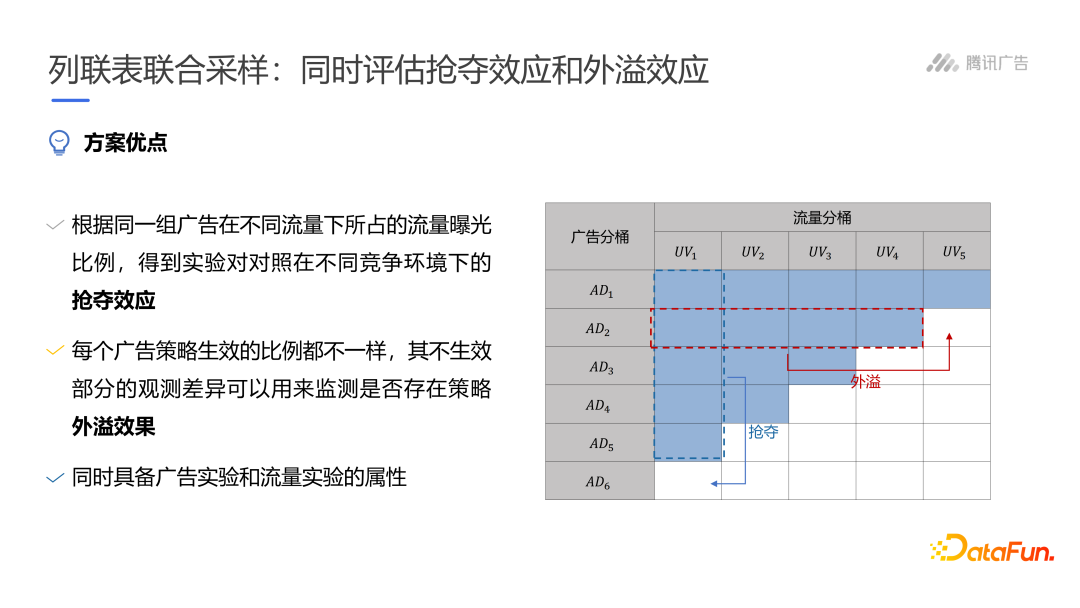 列联表联合采样：同时评估抢夺效应和外溢效应
腾讯广告
方案优点
根据同一组广告在不同流量下所占的流量曝光
比例，得到实验对对照在不同竞争环境下的
抢夺效应
每个广告策略生效的比例都不一样，其不生效
部分的观测差异可以用来监测是否存在策略
外溢效果
同时具备广告实验和流量实验的属性
广告分桶
流量分桶
UV₁ UV₂ UV₃ UV₄ UV₅
AD₁
AD₂
AD₃
外溢
AD₄
抢夺
AD₅
AD₆
DataFun.